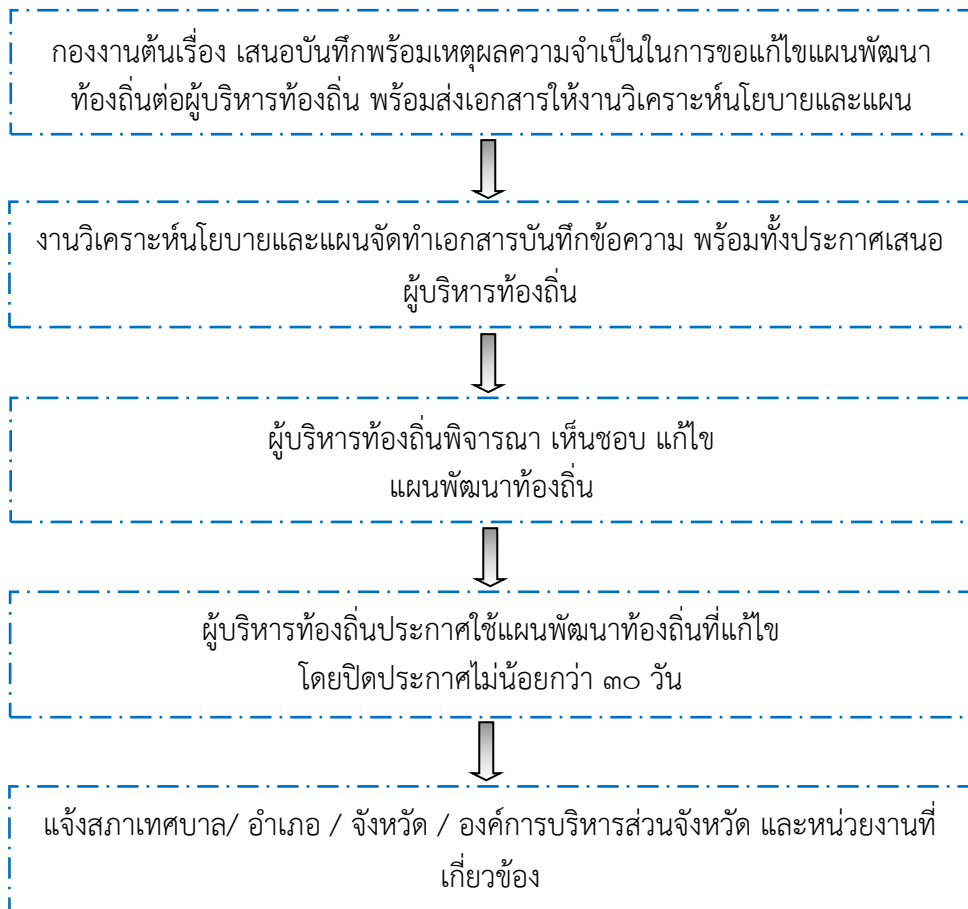 กองงานต้นเรื่อง เสนอบันทึกพร้อมเหตุผลความจำเป็นในการขอแก้ไขแผนพัฒนา
ท้องถิ่นต่อผู้บริหารท้องถิ่น พร้อมส่งเอกสารให้งานวิเคราะห์นโยบายและแผน
งานวิเคราะห์นโยบายและแผนจัดทำเอกสารบันทึกข้อความ พร้อมทั้งประกาศเสนอ
ผู้บริหารท้องถิ่น
ผู้บริหารท้องถิ่นพิจารณา เห็นชอบ แก้ไข
แผนพัฒนาท้องถิ่น
ผู้บริหารท้องถิ่นประกาศใช้แผนพัฒนาท้องถิ่นที่แก้ไข
โดยปิดประกาศไม่น้อยกว่า ๓๐ วัน
แจ้งสภาเทศบาล/ อำเภอ / จังหวัด / องค์การบริหารส่วนจังหวัด และหน่วยงานที่
เกี่ยวข้อง